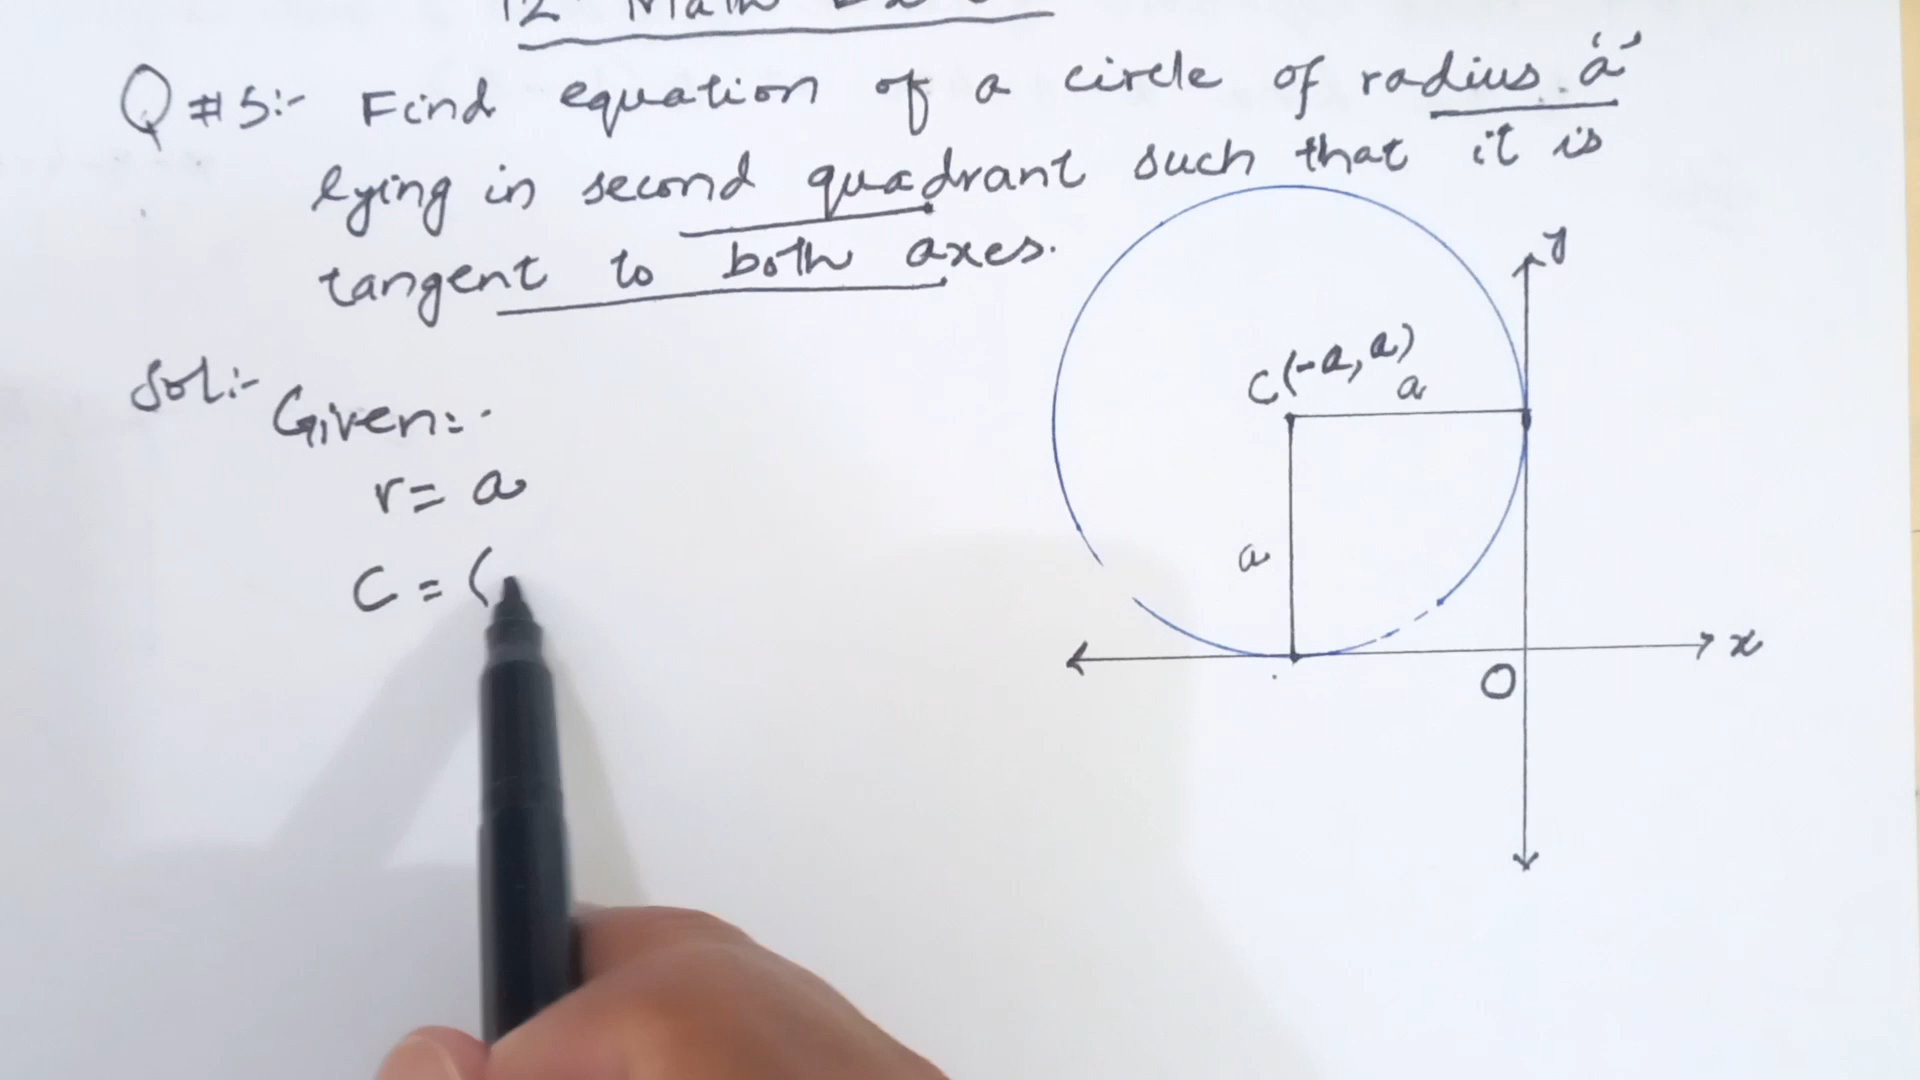 Q #5:- Find equation of a circle of radius 'a'
lying in second quadrant such that it is
tangent to both axes.
y
C(-a, a)
a
a
x
O
Sol:- Given:-
r = a
C = (